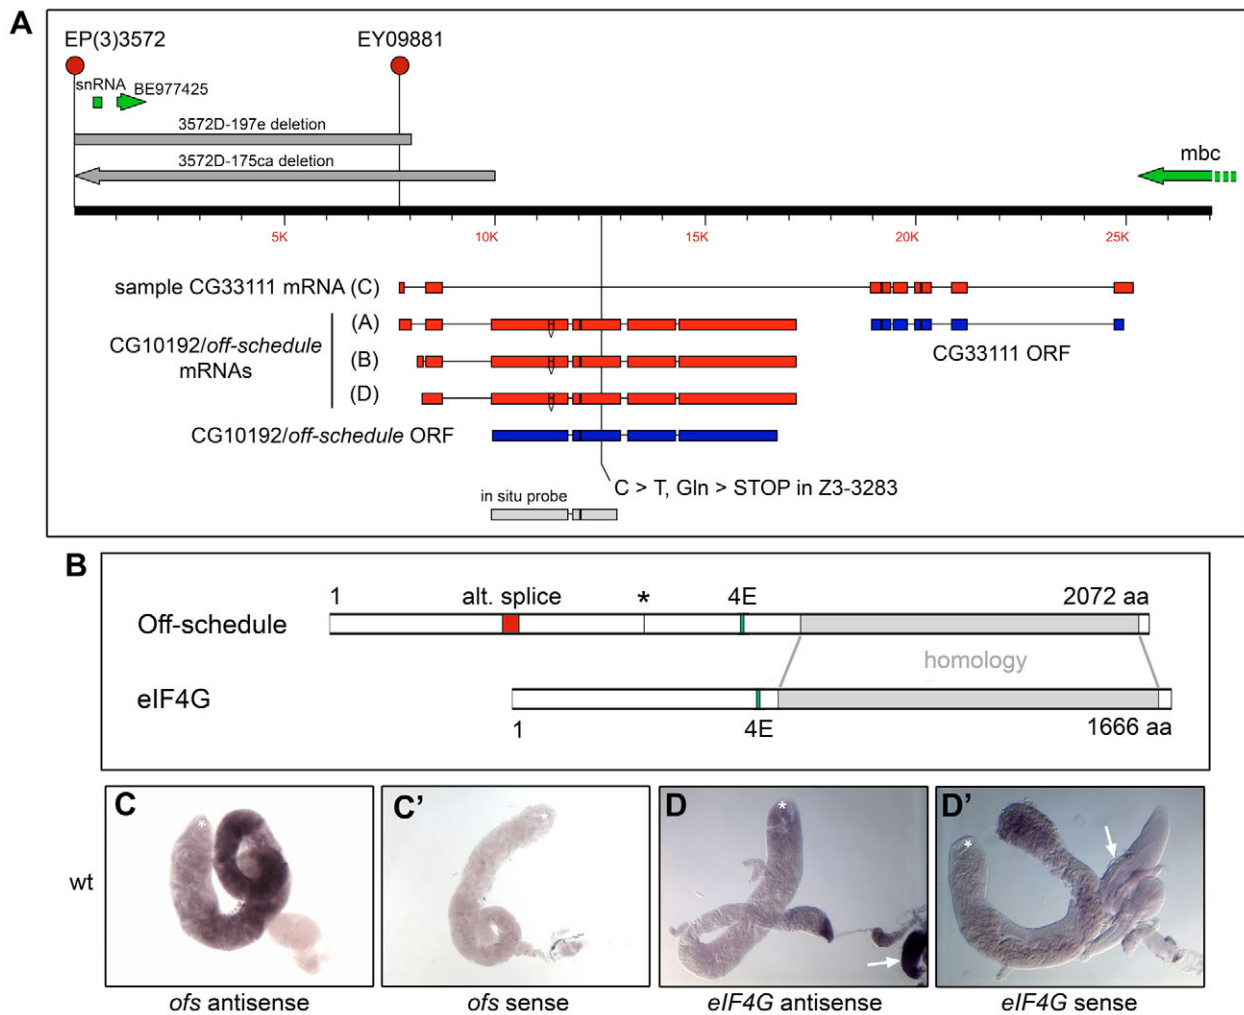 A
EP(3)3572
EY09881
snRNA
BE977425
3572D-197e deletion
3572D-175ca deletion
mbc
5K
10K
15K
20K
25K
sample CG33111 mRNA (C)
(A)
CG10192/off-schedule
mRNAs
(B)
(D)
CG33111 ORF
CG10192/off-schedule ORF
C > T, Gln > STOP in Z3-3283
in situ probe
B
1
alt. splice
*
4E
2072 aa
Off-schedule
homology
eIF4G
1
4E
1666 aa
C
*
C'
*
D
*
D'
*
wt
ofs antisense
ofs sense
eIF4G antisense
eIF4G sense